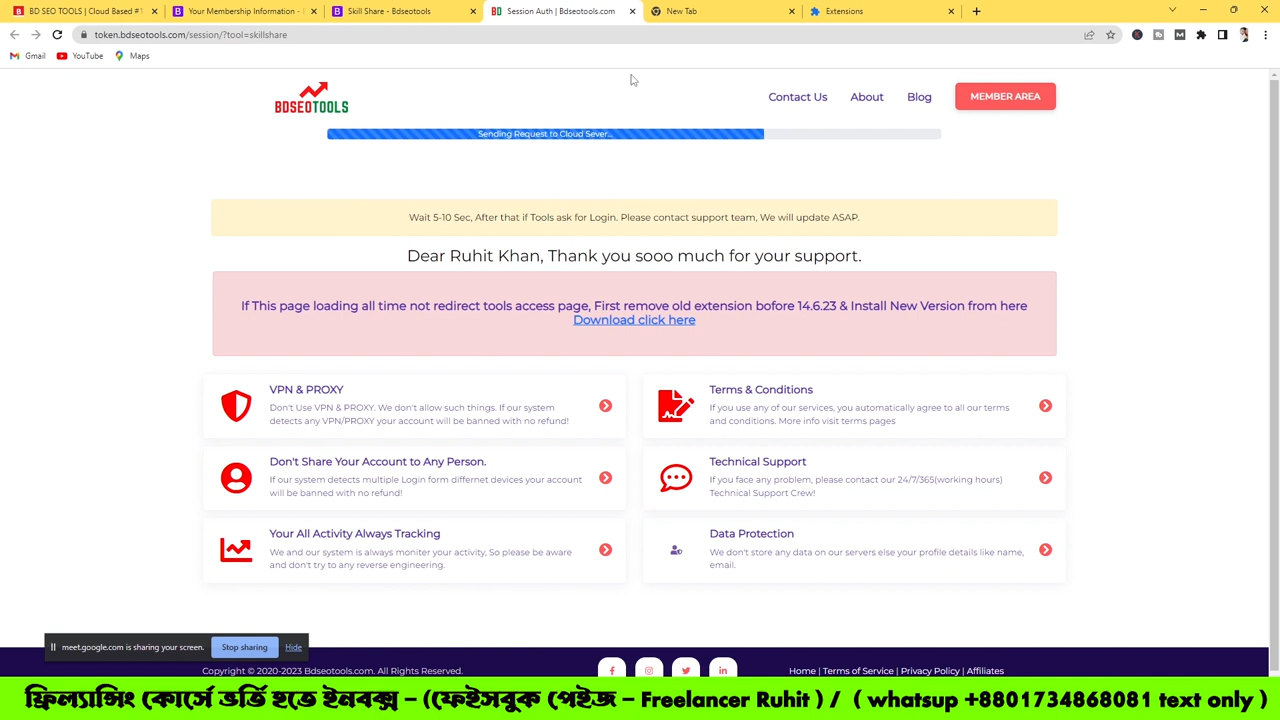 BD SEO TOOLS | Cloud Based #1
Your Membership Information -
Skill Share - Bdseotools
Session Auth | Bdseotools.com
New Tab
Extensions
token.bdseotools.com/session/?tool=skillshare
Gmail
YouTube
Maps
BDSEOTOOLS
Contact Us
About
Blog
MEMBER AREA
Sending Request to Cloud Sever...
Wait 5-10 Sec, After that if Tools ask for Login. Please contact support team, We will update ASAP.
Dear Ruhit Khan, Thank you sooo much for your support.
If This page loading all time not redirect tools access page, First remove old extension bofore 14.6.23 & Install New Version from here
Download click here
VPN & PROXY
Don't Use VPN & PROXY. We don't allow such things. If our system
detects any VPN/PROXY your account will be banned with no refund!
Terms & Conditions
If you use any of our services, you automatically agree to all our terms
and conditions. More info visit terms pages
Don't Share Your Account to Any Person.
If our system detects multiple Login form differnet devices your account
will be banned with no refund!
Technical Support
If you face any problem, please contact our 24/7/365(working hours)
Technical Support Crew!
Your All Activity Always Tracking
We and our system is always moniter your activity, So please be aware
and don't try to any reverse engineering.
Data Protection
We don't store any data on our servers else your profile details like name,
email.
meet.google.com is sharing your screen.
Stop sharing
Hide
Copyright © 2020-2023 Bdseotools.com. All Rights Reserved.
Home | Terms of Service | Privacy Policy | Affiliates
ফ্রিল্যান্সিং কোর্সে ভর্তি হতে ইনবক্স – ((ফেইসবুক পেইজ – Freelancer Ruhit ) / ( whatsup +8801734868081 text only )